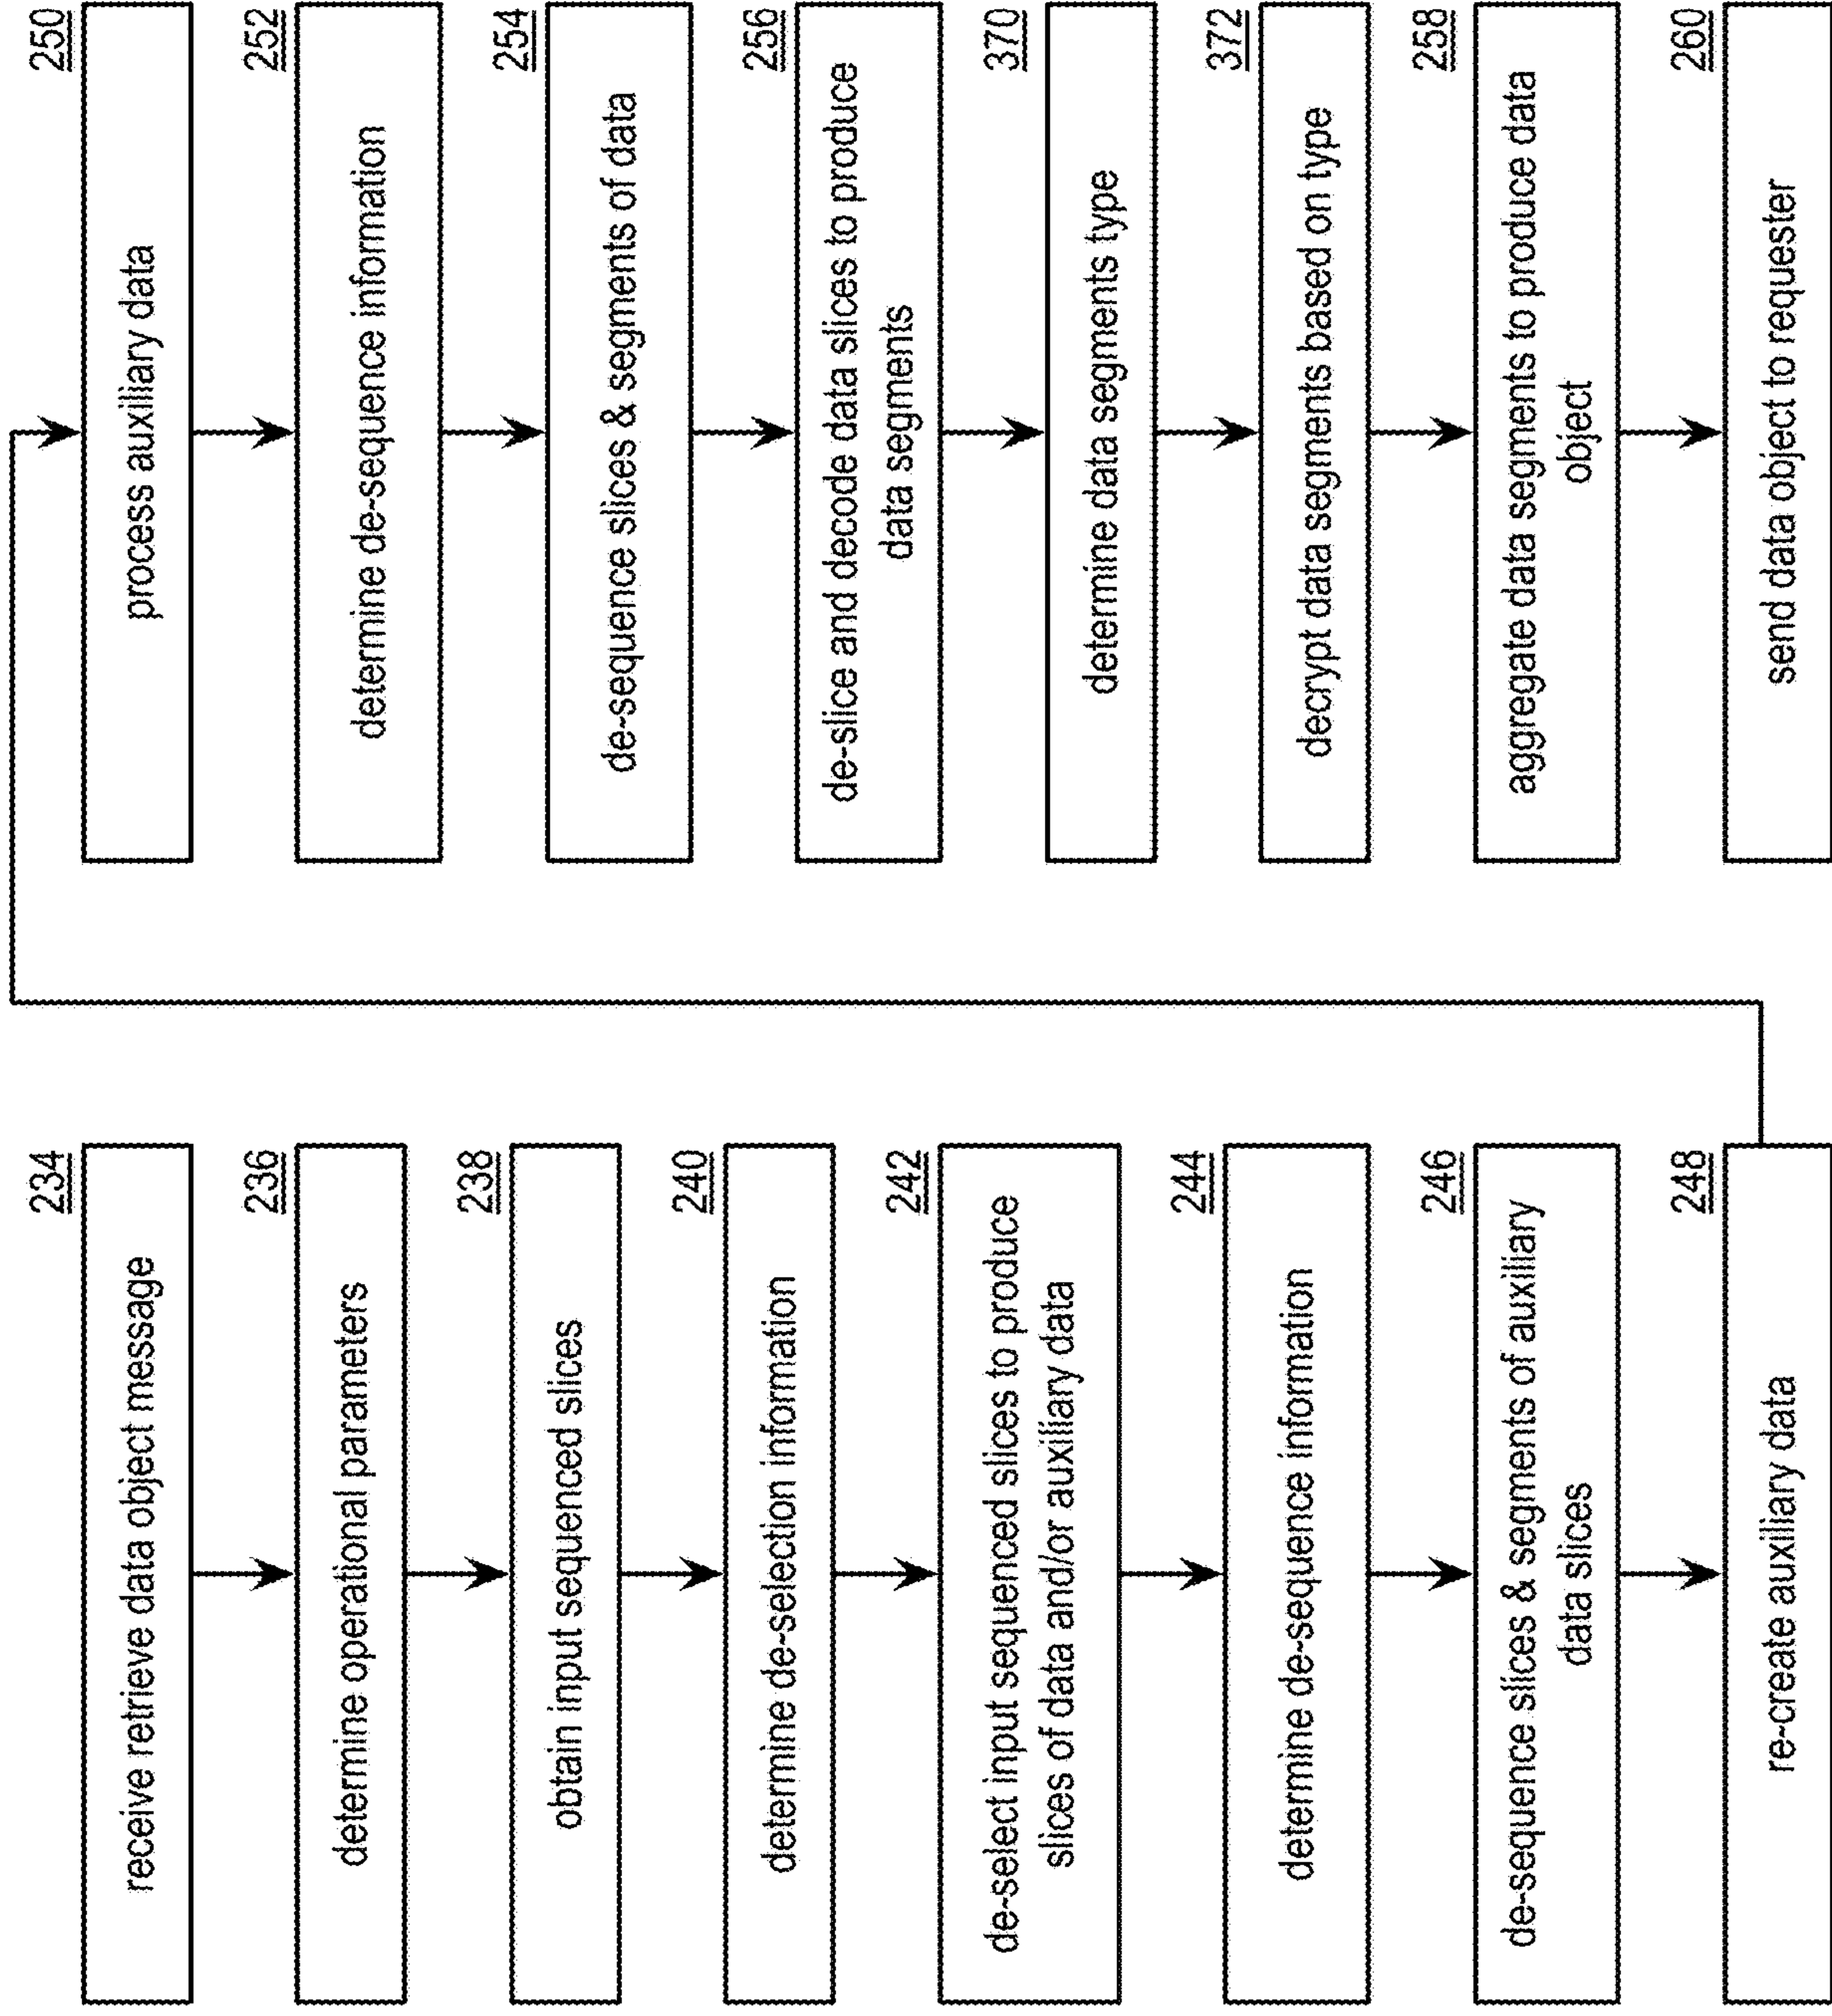 234
receive retrieve data object message
236
determine operational parameters
238
obtain input sequenced slices
240
determine de-selection information
242
de-select input sequenced slices to produce
slices of data and/or auxiliary data
244
determine de-sequence information
246
de-sequence slices & segments of auxiliary
data slices
248
re-create auxiliary data
250
process auxiliary data
252
determine de-sequence information
254
de-sequence slices & segments of data
256
de-slice and decode data slices to produce
data segments
370
determine data segments type
372
decrypt data segments based on type
258
aggregate data segments to produce data
object
260
send data object to requester